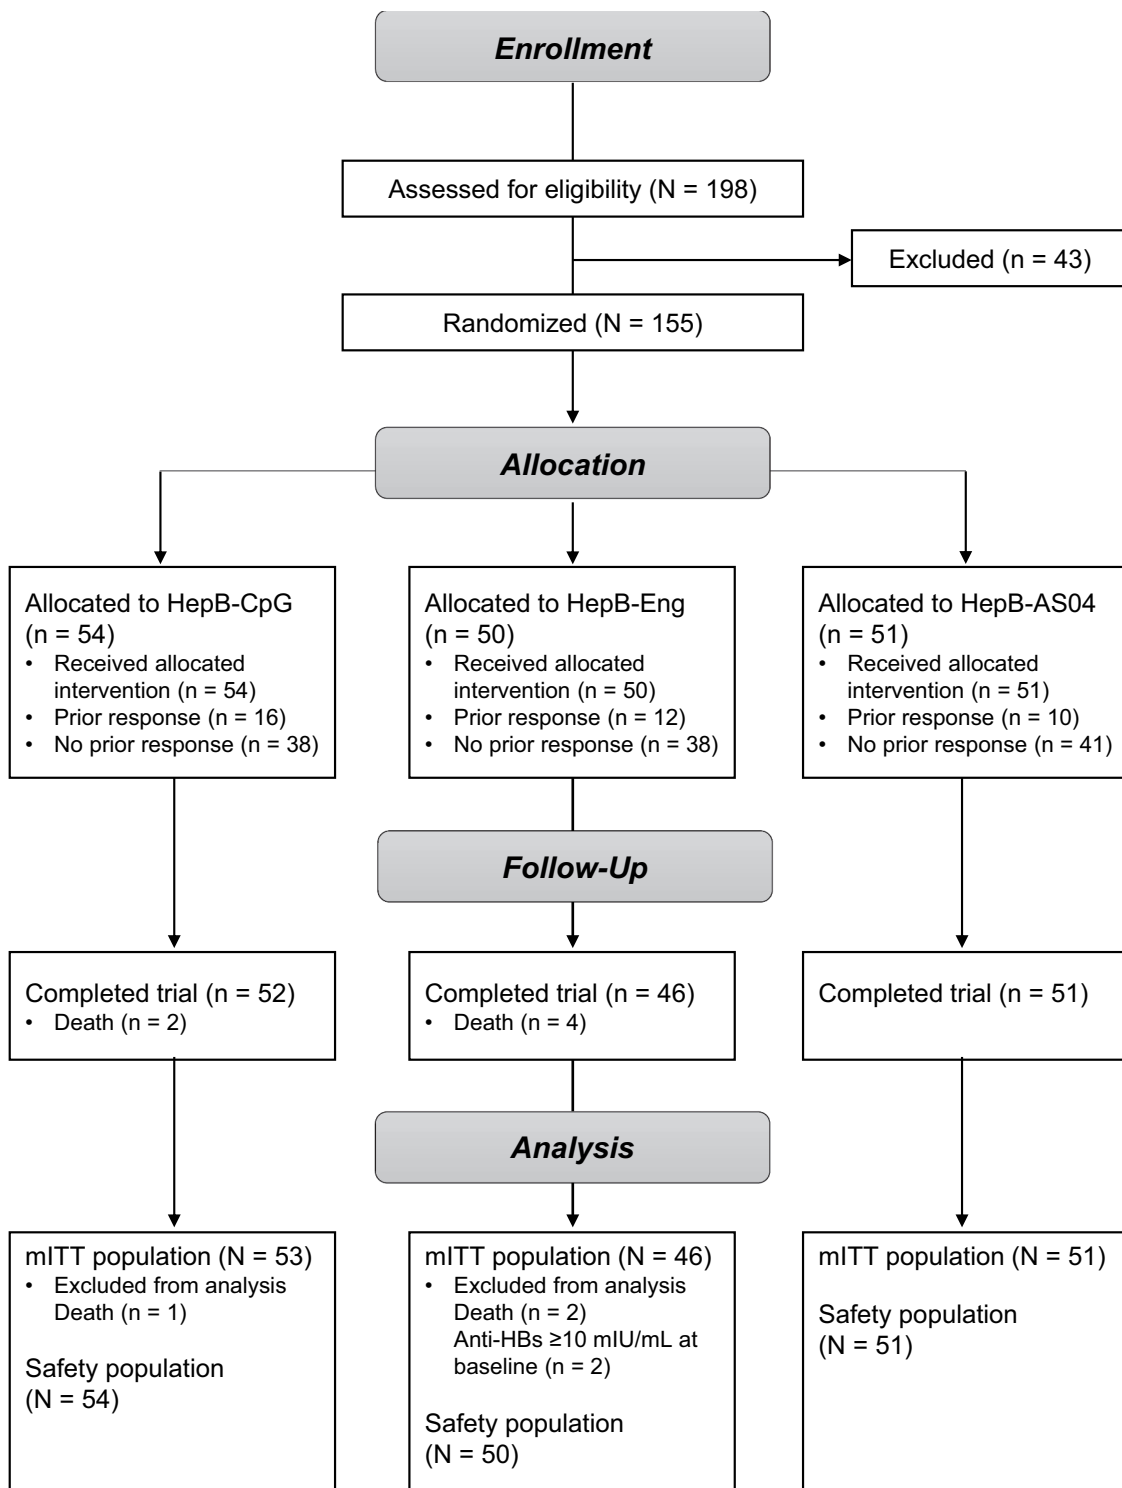 Enrollment
Assessed for eligibility (N = 198)
Excluded (n = 43)
Randomized (N = 155)
Allocation
Allocated to HepB-CpG
(n = 54)
• Received allocated
intervention (n = 54)
• Prior response (n = 16)
• No prior response (n = 38)
Allocated to HepB-Eng
(n = 50)
• Received allocated
intervention (n = 50)
• Prior response (n = 12)
• No prior response (n = 38)
Allocated to HepB-AS04
(n = 51)
• Received allocated
intervention (n = 51)
• Prior response (n = 10)
• No prior response (n = 41)
Follow-Up
Completed trial (n = 52)
• Death (n = 2)
Completed trial (n = 46)
• Death (n = 4)
Completed trial (n = 51)
Analysis
mITT population (N = 53)
• Excluded from analysis
Death (n = 1)
Safety population
(N = 54)
mITT population (N = 46)
• Excluded from analysis
Death (n = 2)
Anti-HBs ≥10 mIU/mL at
baseline (n = 2)
Safety population
(N = 50)
mITT population (N = 51)
Safety population
(N = 51)